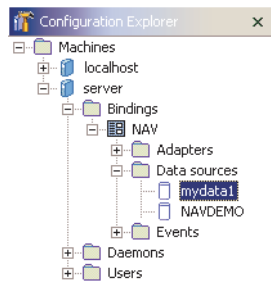 Configuration Explorer
Machines
localhost
server
Bindings
NAV
Adapters
Data sources
mydata1
NAVDEMO
Events
Daemons
Users